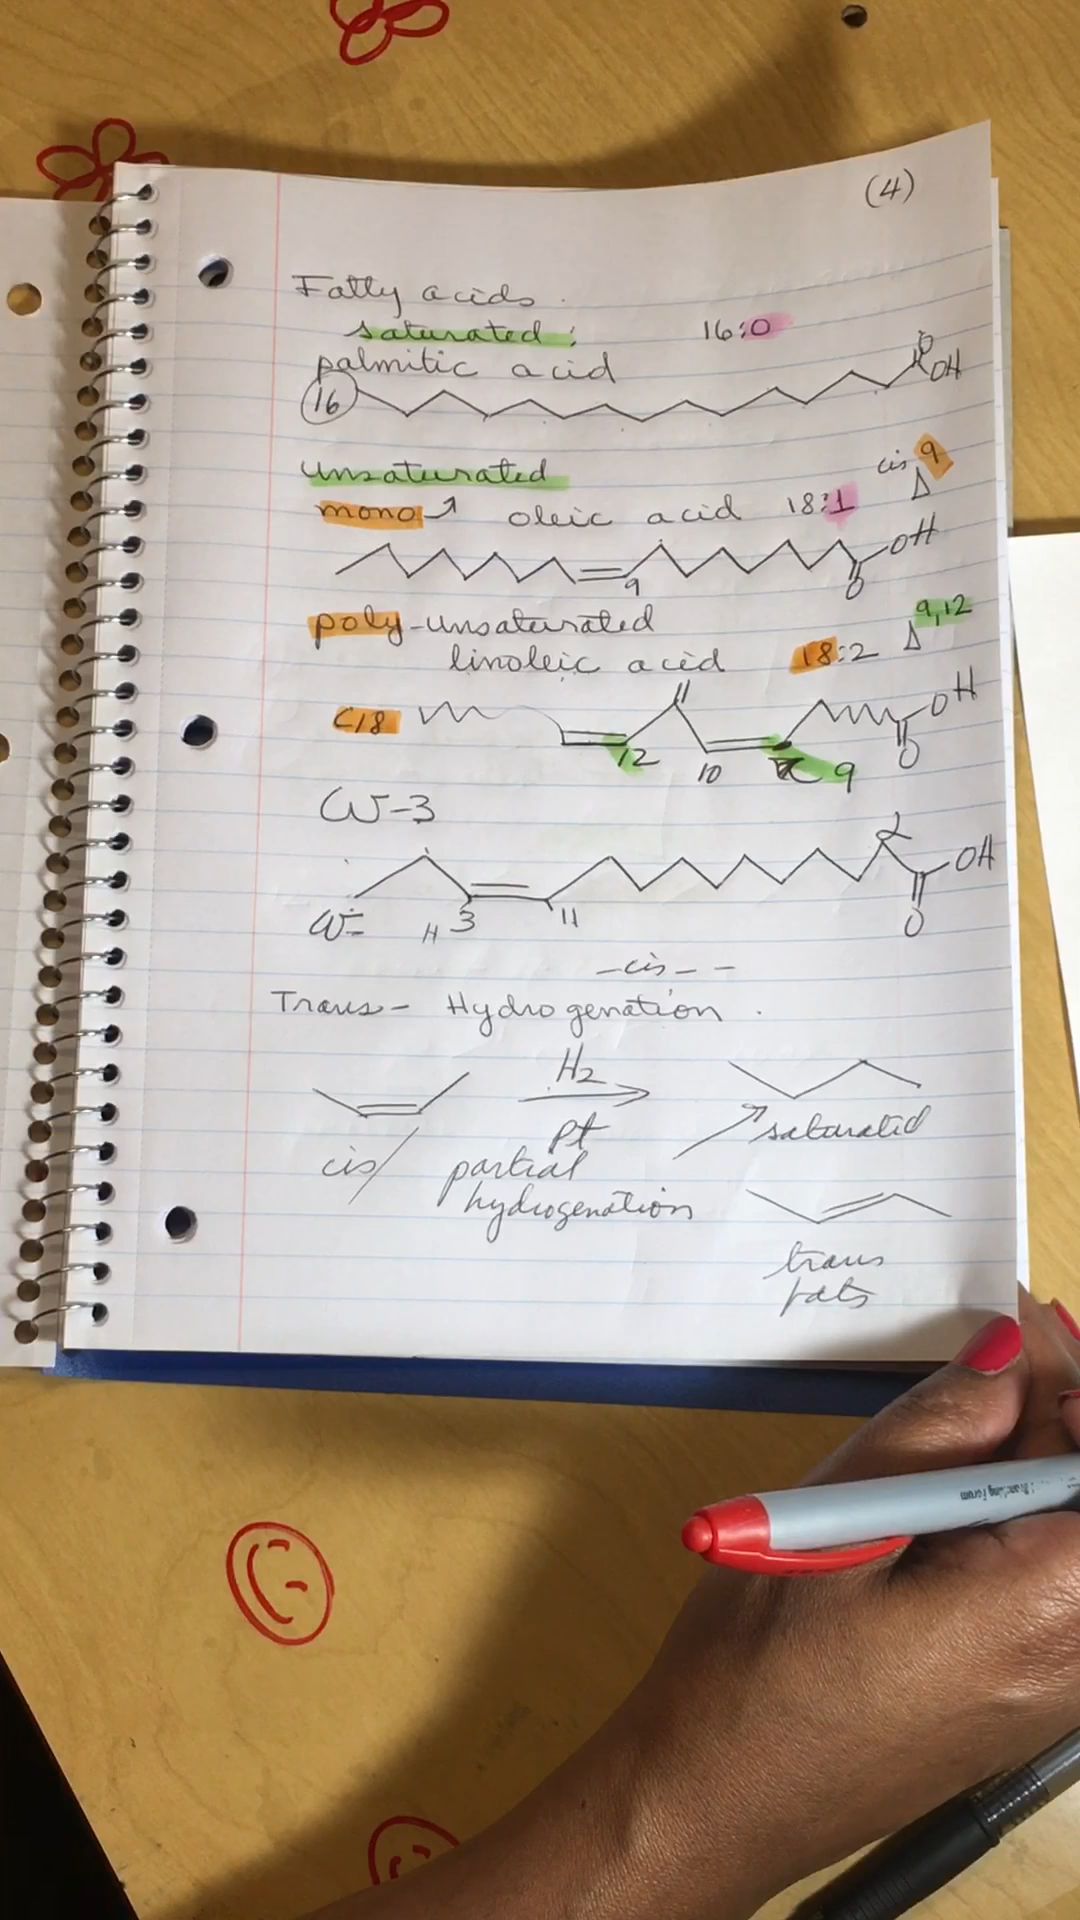 (4)
Fatty acids.
saturated: 16:0
palmitic acid
16
O
OH
unsaturated cis 9
mono oleic acid 18:1 Δ
OH
9
O
poly-unsaturated Δ 9,12
linoleic acid 18:2
C18 OH
12 10 9
O
W-3
α
OH
W= H 3 11
O
-cis--
Trans- Hydrogenation.
H2
Pt saturated
cis/ partial
hydrogenation
trans
fats